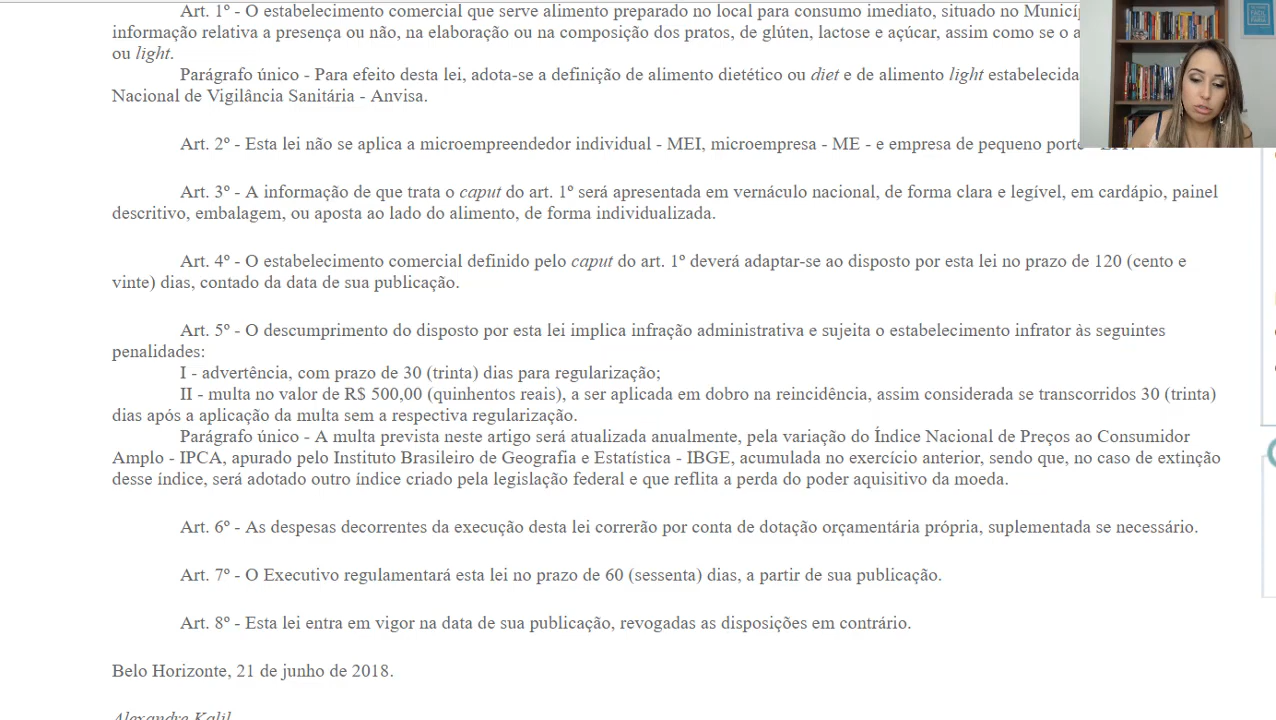 Art. 1º - O estabelecimento comercial que serve alimento preparado no local para consumo imediato, situado no
informação relativa a presença ou não, na elaboração ou na composição dos pratos, de glúten, lactose e açúcar, assim como se o
ou light.
Parágrafo único - Para efeito desta lei, adota-se a definição de alimento dietético ou diet e de alimento light
Nacional de Vigilância Sanitária - Anvisa.
Art. 2º - Esta lei não se aplica a microempreendedor individual - MEI, microempresa - ME - e empresa de pequeno porte
Art. 3º - A informação de que trata o caput do art. 1º será apresentada em vernáculo nacional, de forma clara e legível, em cardápio, painel
descritivo, embalagem, ou aposta ao lado do alimento, de forma individualizada.
Art. 4º - O estabelecimento comercial definido pelo caput do art. 1º deverá adaptar-se ao disposto por esta lei no prazo de 120 (cento e
vinte) dias, contado da data de sua publicação.
Art. 5º - O descumprimento do disposto por esta lei implica infração administrativa e sujeita o estabelecimento infrator às seguintes
penalidades:
I - advertência, com prazo de 30 (trinta) dias para regularização;
II - multa no valor de R$ 500,00 (quinhentos reais), a ser aplicada em dobro na reincidência, assim considerada se transcorridos 30 (trinta)
dias após a aplicação da multa sem a respectiva regularização.
Parágrafo único - A multa prevista neste artigo será atualizada anualmente, pela variação do Índice Nacional de Preços ao Consumidor
Amplo - IPCA, apurado pelo Instituto Brasileiro de Geografia e Estatística - IBGE, acumulada no exercício anterior, sendo que, no caso de extinção
desse índice, será adotado outro índice criado pela legislação federal e que reflita a perda do poder aquisitivo da moeda.
Art. 6º - As despesas decorrentes da execução desta lei correrão por conta de dotação orçamentária própria, suplementada se necessário.
Art. 7º - O Executivo regulamentará esta lei no prazo de 60 (sessenta) dias, a partir de sua publicação.
Art. 8º - Esta lei entra em vigor na data de sua publicação, revogadas as disposições em contrário.
Belo Horizonte, 21 de junho de 2018.
Alexandre Kalil